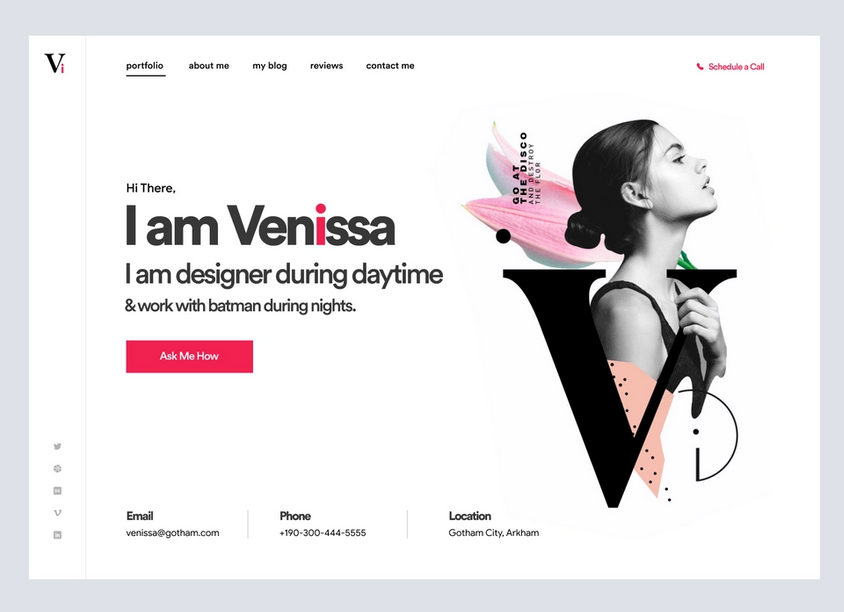 Vi
portfolio
about me
my blog
reviews
contact me
Schedule a Call
Hi There,
I am Venissa
I am designer during daytime
& work with batman during nights.
Ask Me How
GO AT
THE DISCO
AND DESTROY
THE FLOR
V
iD
Email
venissa@gotham.com
Phone
+190-300-444-5555
Location
Gotham City, Arkham